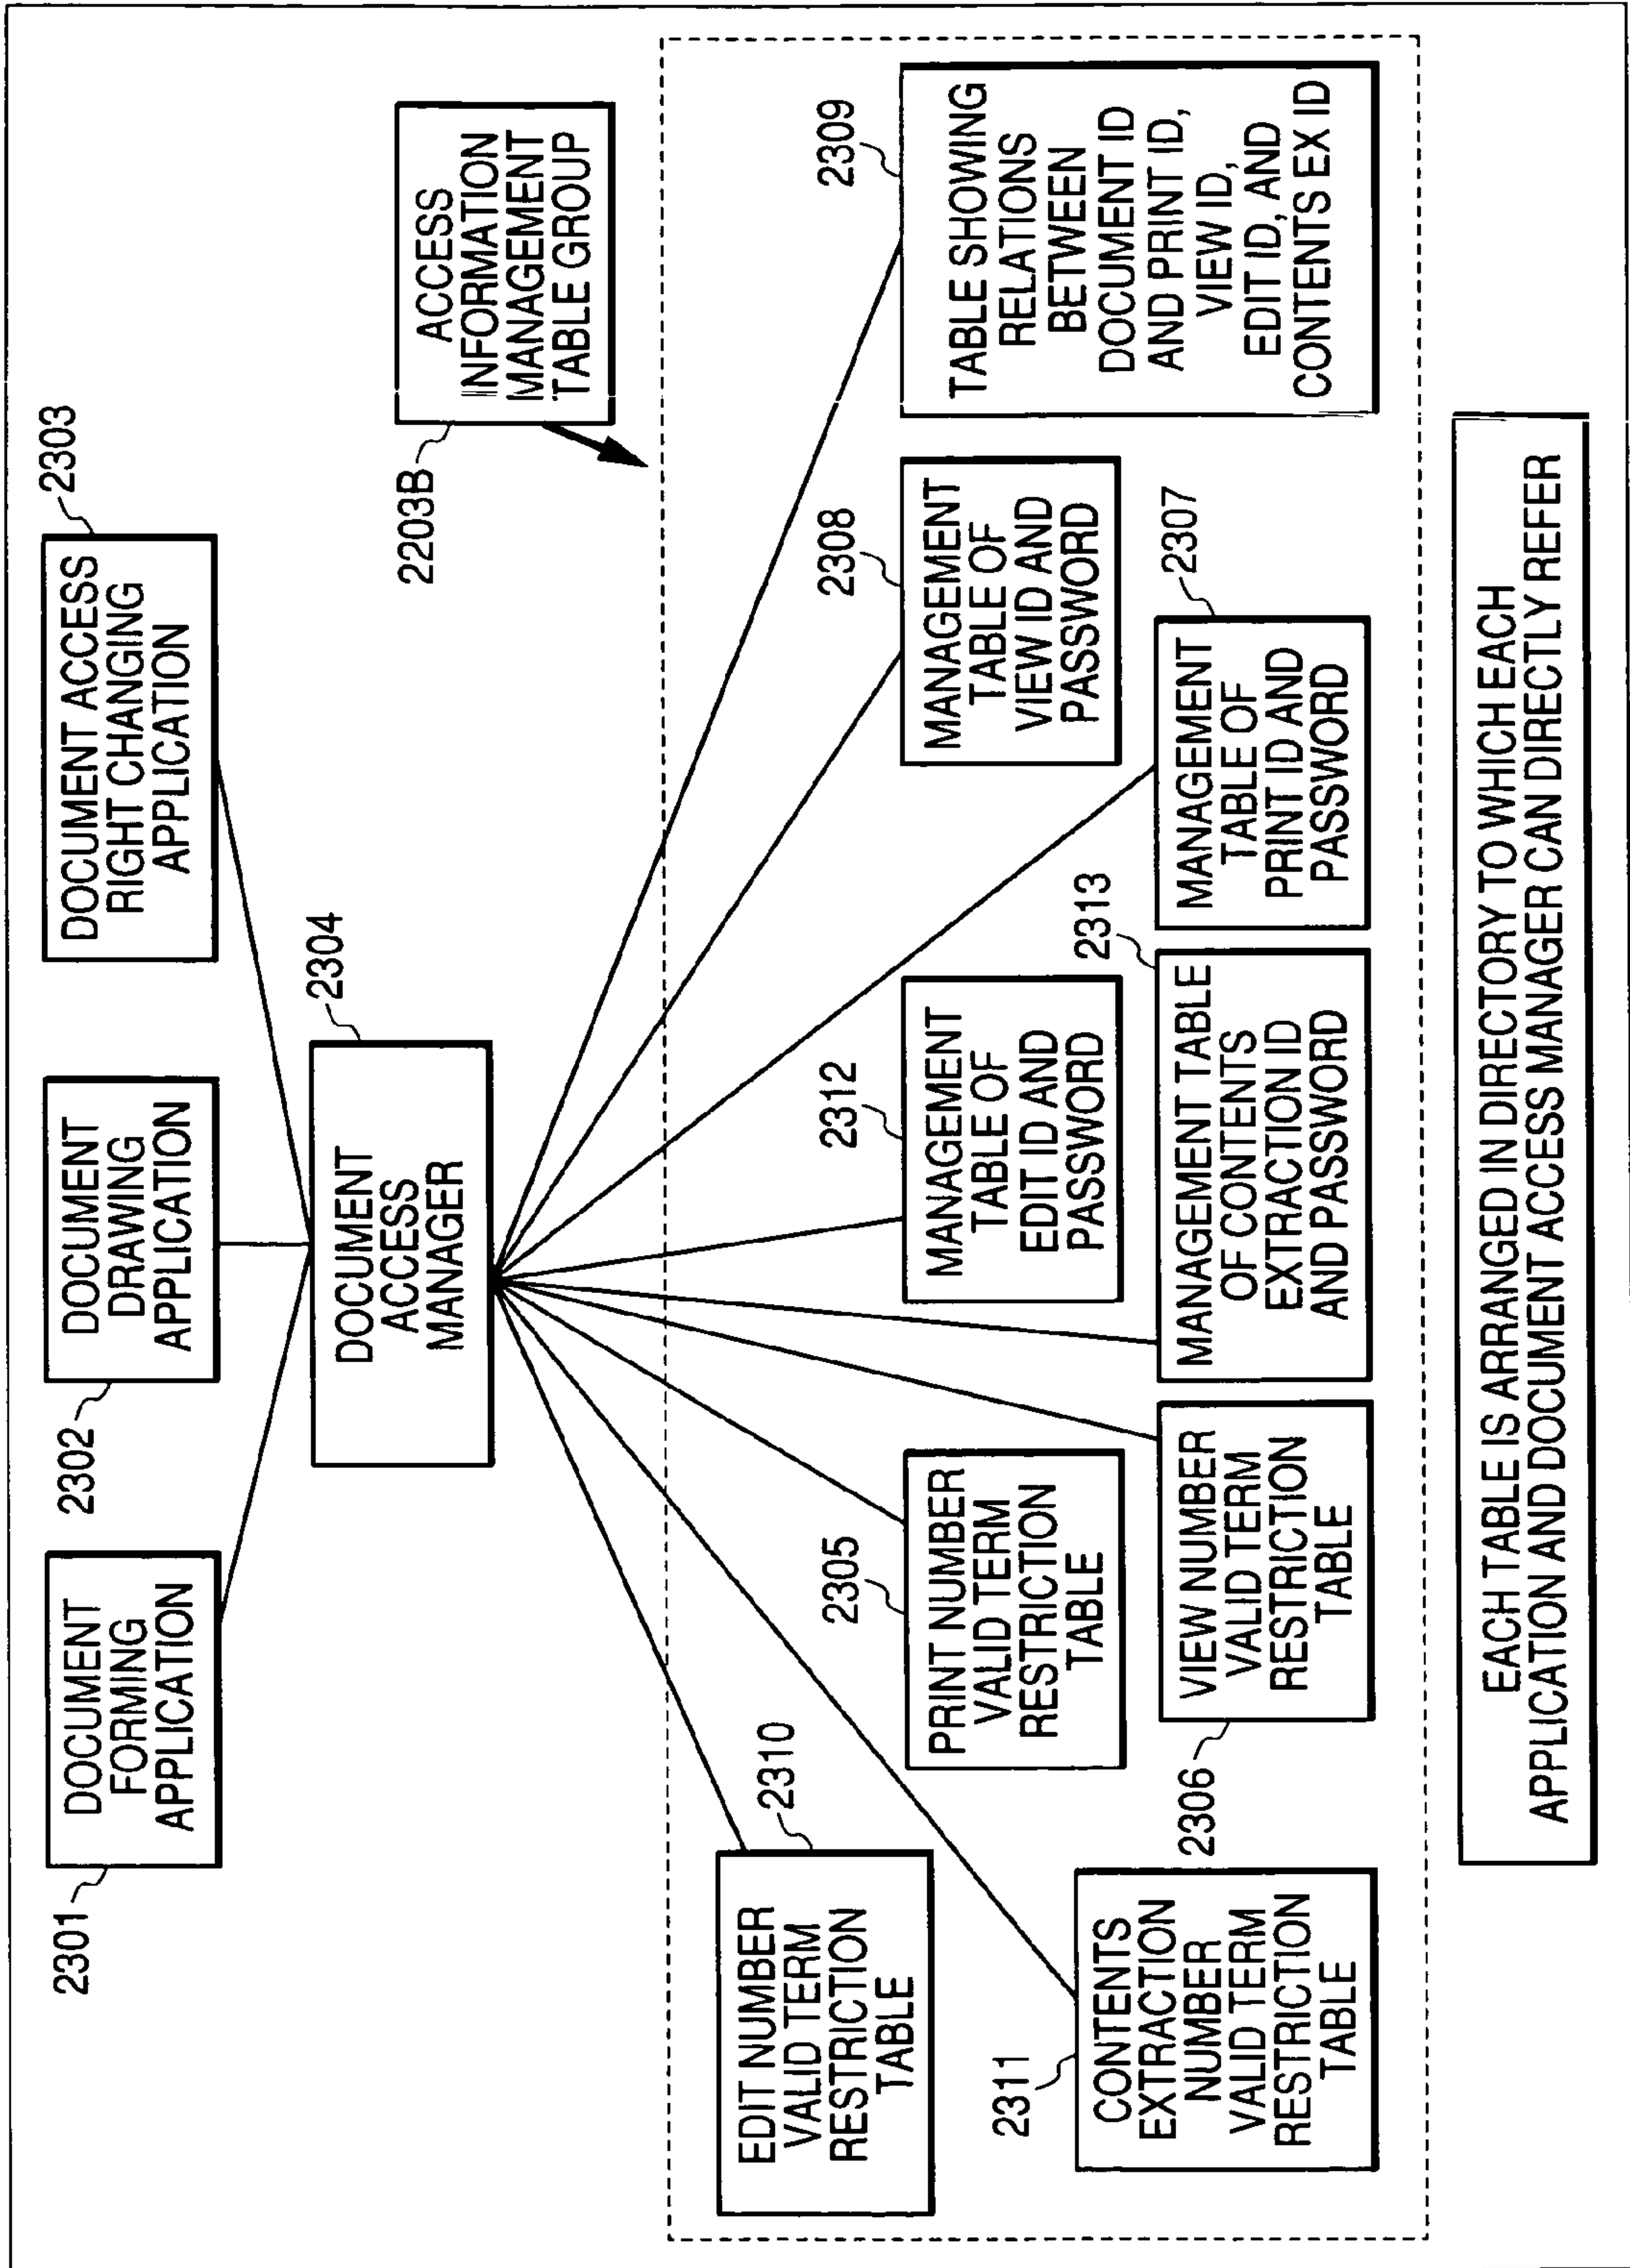 2301
DOCUMENT
FORMING
APPLICATION
2302
DOCUMENT
DRAWING
APPLICATION
2303
DOCUMENT ACCESS
RIGHT CHANGING
APPLICATION
2304
DOCUMENT
ACCESS
MANAGER
2203B
ACCESS
INFORMATION
MANAGEMENT
TABLE GROUP
2310
EDIT NUMBER
VALID TERM
RESTRICTION
TABLE
2311
CONTENTS
EXTRACTION
NUMBER
VALID TERM
RESTRICTION
TABLE
2305
PRINT NUMBER
VALID TERM
RESTRICTION
TABLE
2306
VIEW NUMBER
VALID TERM
RESTRICTION
TABLE
2312
MANAGEMENT
TABLE OF
EDIT ID AND
PASSWORD
2313
MANAGEMENT TABLE
OF CONTENTS
EXTRACTION ID
AND PASSWORD
2308
MANAGEMENT
TABLE OF
VIEW ID AND
PASSWORD
2307
MANAGEMENT
TABLE OF
PRINT ID AND
PASSWORD
2309
TABLE SHOWING
RELATIONS
BETWEEN
DOCUMENT ID
AND PRINT ID,
VIEW ID,
EDIT ID, AND
CONTENTS EX ID
EACH TABLE IS ARRANGED IN DIRECTORY TO WHICH EACH
APPLICATION AND DOCUMENT ACCESS MANAGER CAN DIRECTLY REFER